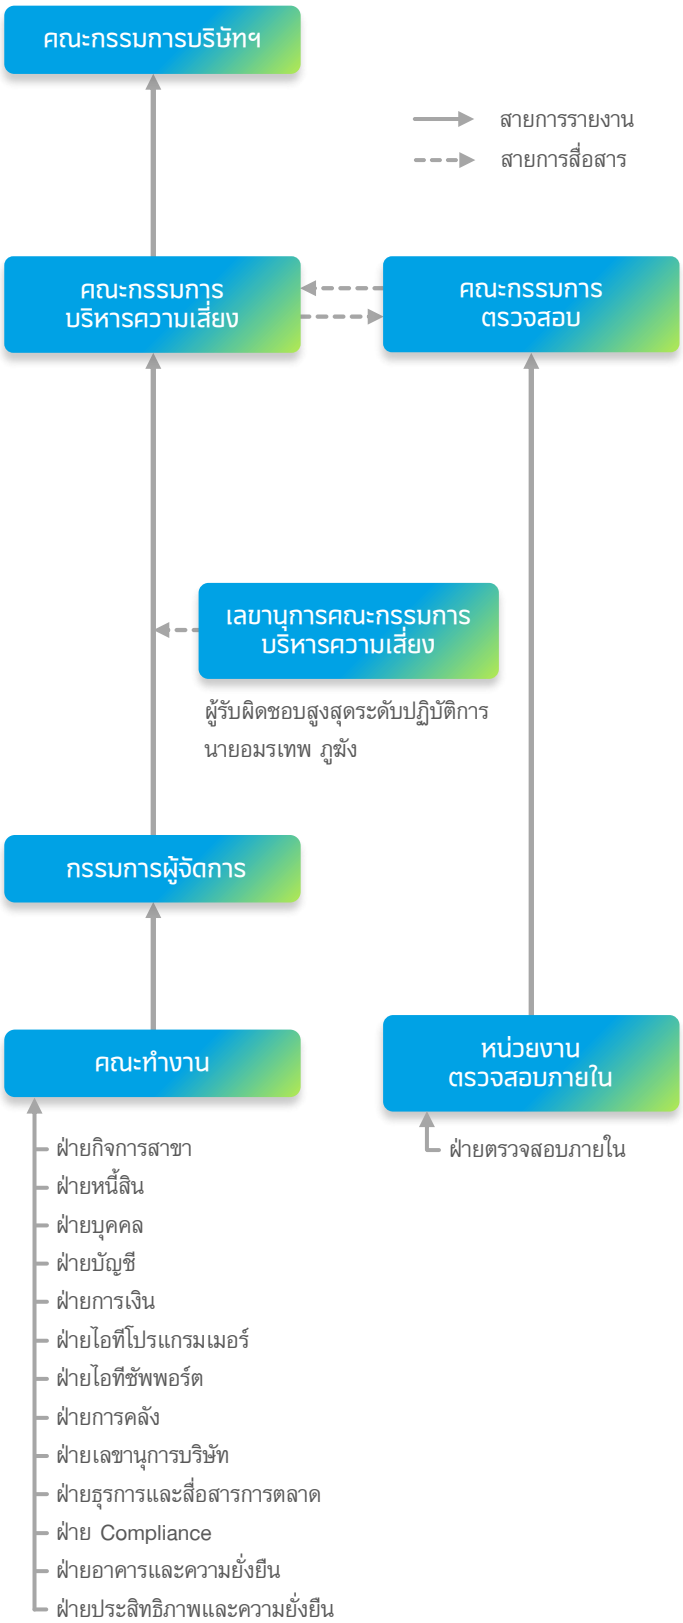 คณะกรรมการบริษัทฯ
สายการรายงาน
สายการสื่อสาร
คณะกรรมการ
บริหารความเสี่ยง
คณะกรรมการ
ตรวจสอบ
เลขานุการคณะกรรมการ
บริหารความเสี่ยง
ผู้รับผิดชอบสูงสุดระดับปฏิบัติการ
นายอมรเทพ ภูฆัง
กรรมการผู้จัดการ
คณะทำงาน
หน่วยงาน
ตรวจสอบภายใน
ฝ่ายกิจการสาขา
ฝ่ายหนี้สิน
ฝ่ายบุคคล
ฝ่ายบัญชี
ฝ่ายการเงิน
ฝ่ายไอทีโปรแกรมเมอร์
ฝ่ายไอทีซัพพอร์ต
ฝ่ายการคลัง
ฝ่ายเลขานุการบริษัท
ฝ่ายธุรการและสื่อสารการตลาด
ฝ่าย Compliance
ฝ่ายอาคารและความยั่งยืน
ฝ่ายประสิทธิภาพและความยั่งยืน
ฝ่ายตรวจสอบภายใน